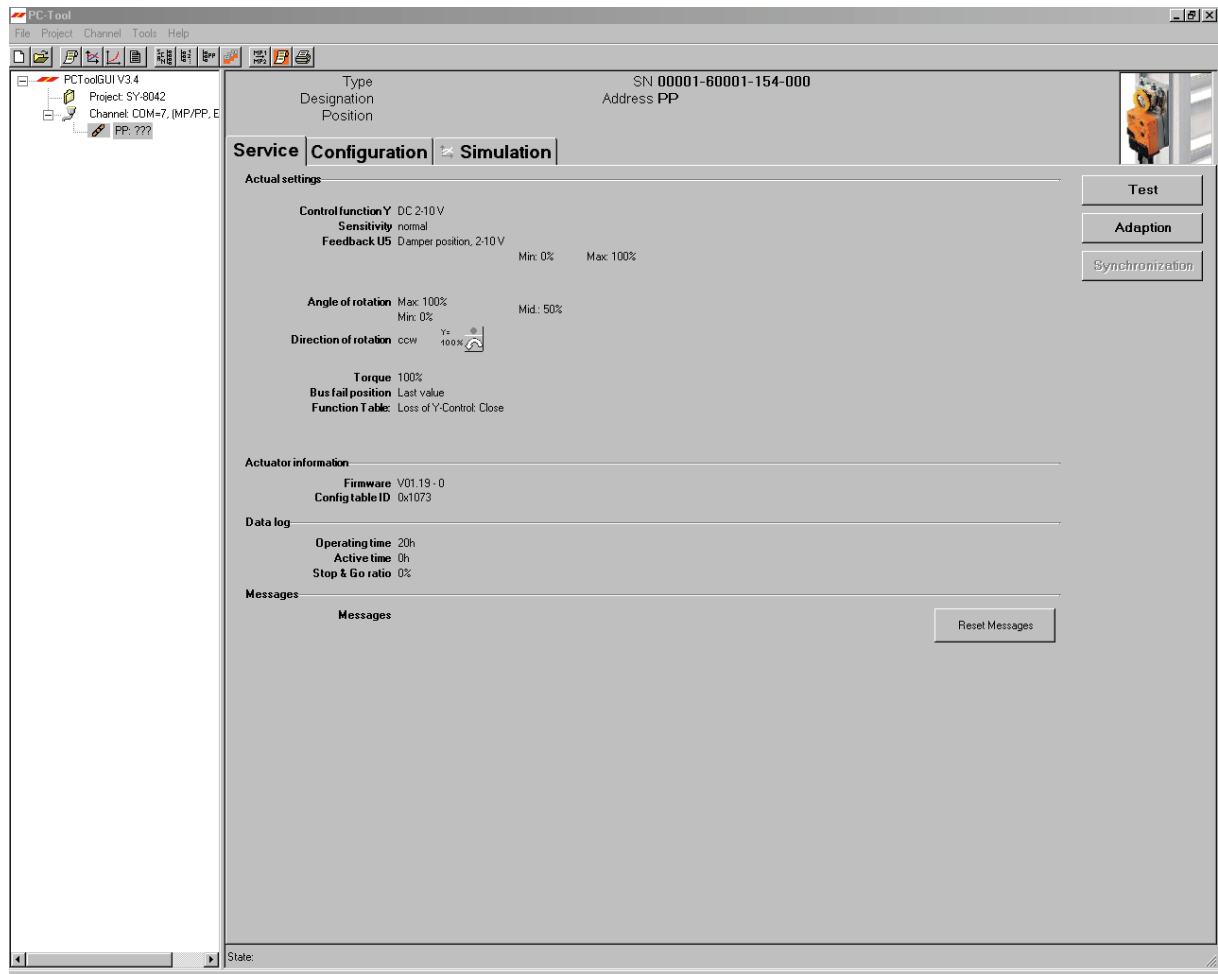 PC-Tool
File Project Channel Tools Help
PCToolGUI V3.4
Project: SY-8042
Channel: COM=7, (MP/PP, E
PP: ???
Type
SN 00001-60001-154-000
Designation
Address PP
Position
Service Configuration Simulation
Actual settings
Test
Adaption
Synchronization
Control function Y DC 2-10 V
Sensitivity normal
Feedback U5 Damper position, 2-10 V
Min: 0% Max: 100%
Angle of rotation Max: 100%
Mid.: 50%
Min: 0%
Direction of rotation ccw Y=
100%
Torque 100%
Bus fail position Last value
Function Table: Loss of Y-Control: Close
Actuator information
Firmware V01.19 - 0
Config table ID 0x1073
Data log
Operating time 20h
Active time 0h
Stop & Go ratio 0%
Messages
Messages
Reset Messages
State: